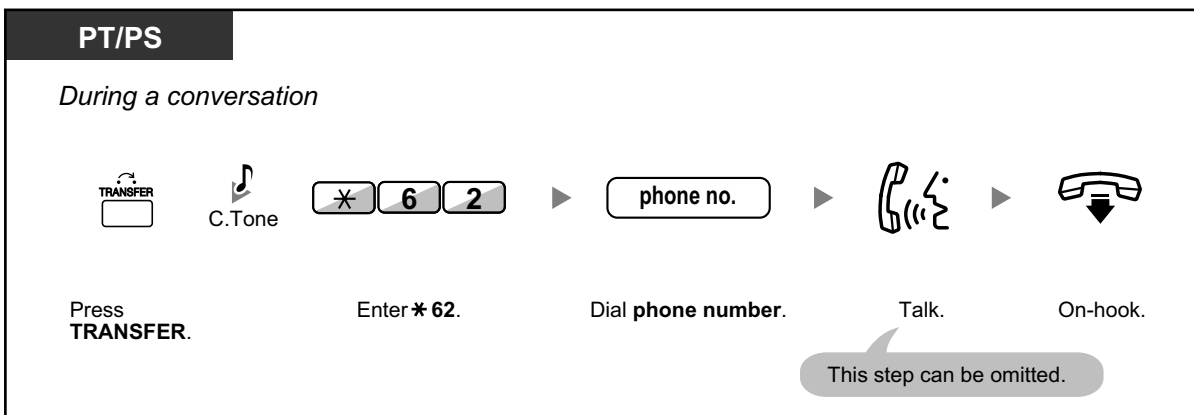 PT/PS
During a conversation
TRANSFER
C.Tone
* 6 2
phone no.
Press
TRANSFER.
Enter * 62.
Dial phone number.
Talk.
On-hook.
This step can be omitted.